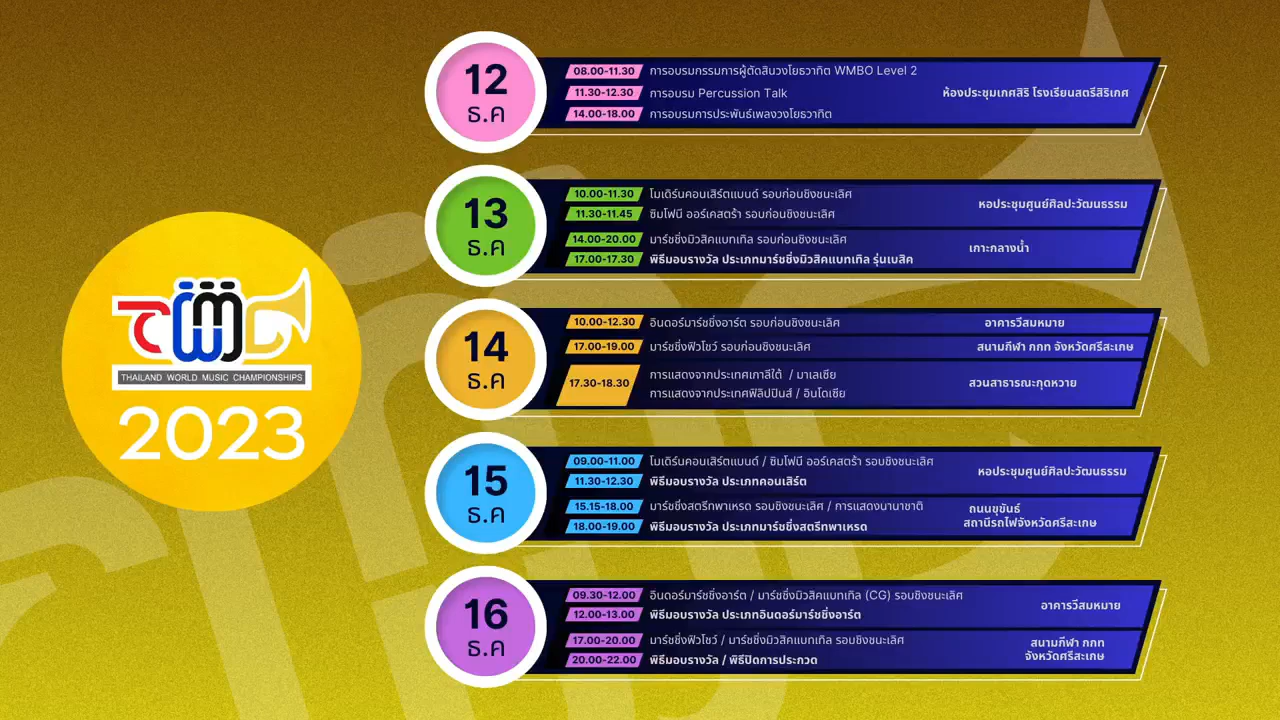 TWMC
THAILAND WORLD MUSIC CHAMPIONSHIPS
2023
12
ธ.ค
08.00-11.30 การอบรมกรรมการผู้ตัดสินวงโยธวาทิต WMBO Level 2
11.30-12.30 การอบรม Percussion Talk
14.00-18.00 การอบรมการประพันธ์เพลงวงโยธวาทิต
ห้องประชุมเกศสิริ โรงเรียนสตรีสิริเกศ
13
ธ.ค
10.00-11.30 โมเดิร์นคอนเสิร์ตแบนด์ รอบก่อนชิงชนะเลิศ
11.30-11.45 ซิมโฟนี ออร์เคสตร้า รอบก่อนชิงชนะเลิศ
หอประชุมศูนย์ศิลปะวัฒนธรรม
14.00-20.00 มาร์ชชิ่งมิวสิคแบทเทิล รอบก่อนชิงชนะเลิศ
17.00-17.30 พิธีมอบรางวัล ประเภทมาร์ชชิ่งมิวสิคแบทเทิล รุ่นเบสิค
เกาะกลางน้ำ
14
ธ.ค
10.00-12.30 อินดอร์มาร์ชชิ่งอาร์ต รอบก่อนชิงชนะเลิศ อาคารวีสมหมาย
17.00-19.00 มาร์ชชิ่งฟิวโชว์ รอบก่อนชิงชนะเลิศ สนามกีฬา กกท จังหวัดศรีสะเกษ
17.30-18.30 การแสดงจากประเทศเกาลีใต้ / มาเลเซีย
การแสดงจากประเทศฟิลิปปินส์ / อินโดเซีย
สวนสาธารณะกุดหวาย
15
ธ.ค
09.00-11.00 โมเดิร์นคอนเสิร์ตแบนด์ / ซิมโฟนี ออร์เคสตร้า รอบชิงชนะเลิศ
11.30-12.30 พิธีมอบรางวัล ประเภทคอนเสิร์ต
หอประชุมศูนย์ศิลปะวัฒนธรรม
15.15-18.00 มาร์ชชิ่งสตรีทพาเหรด รอบชิงชนะเลิศ / การแสดงนานาชาติ
18.00-19.00 พิธีมอบรางวัล ประเภทมาร์ชชิ่งสตรีทพาเหรด
ถนนขุขันธ์
สถานีรถไฟจังหวัดศรีสะเกษ
16
ธ.ค
09.30-12.00 อินดอร์มาร์ชชิ่งอาร์ต / มาร์ชชิ่งมิวสิคแบทเทิล (CG) รอบชิงชนะเลิศ
12.00-13.00 พิธีมอบรางวัล ประเภทอินดอร์มาร์ชชิ่งอาร์ต
อาคารวีสมหมาย
17.00-20.00 มาร์ชชิ่งฟิวโชว์ / มาร์ชชิ่งมิวสิคแบทเทิล รอบชิงชนะเลิศ
20.00-22.00 พิธีมอบรางวัล / พิธีปิดการประกวด
สนามกีฬา กกท
จังหวัดศรีสะเกษ